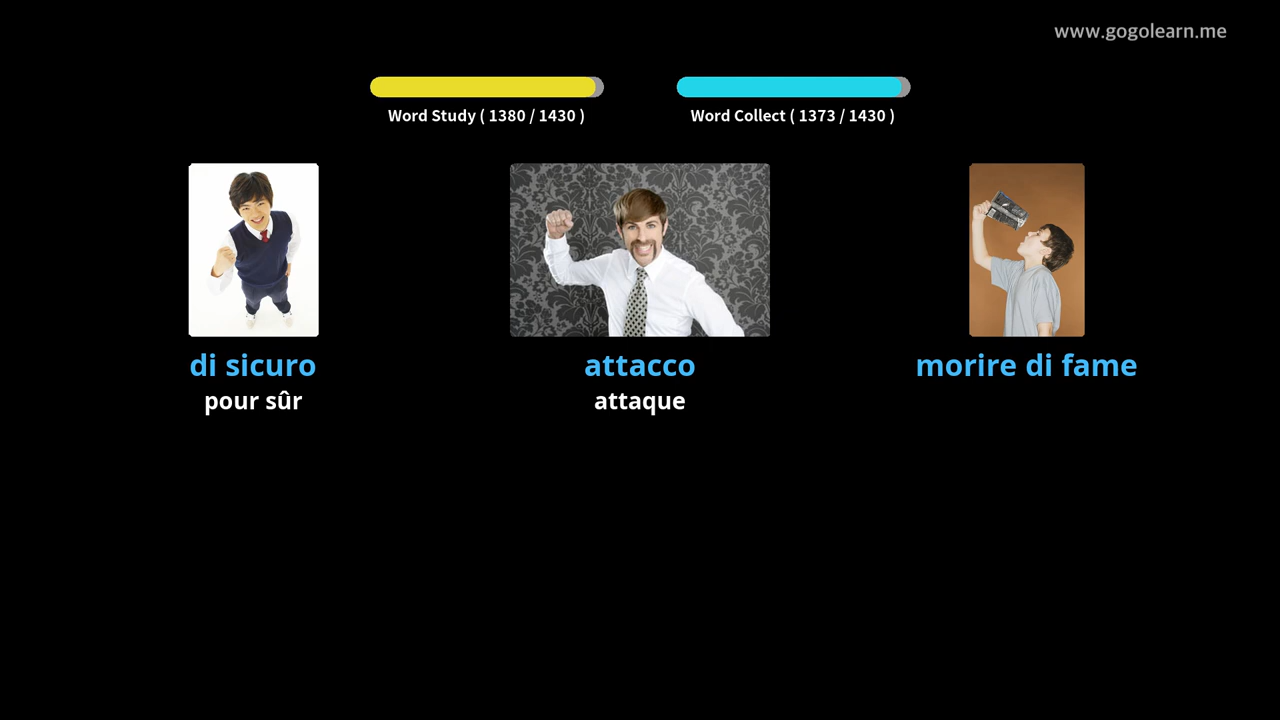 www.gogolearn.me
Word Study ( 1380 / 1430 )
Word Collect ( 1373 / 1430 )
di sicuro
pour sûr
attacco
attaque
morire di fame